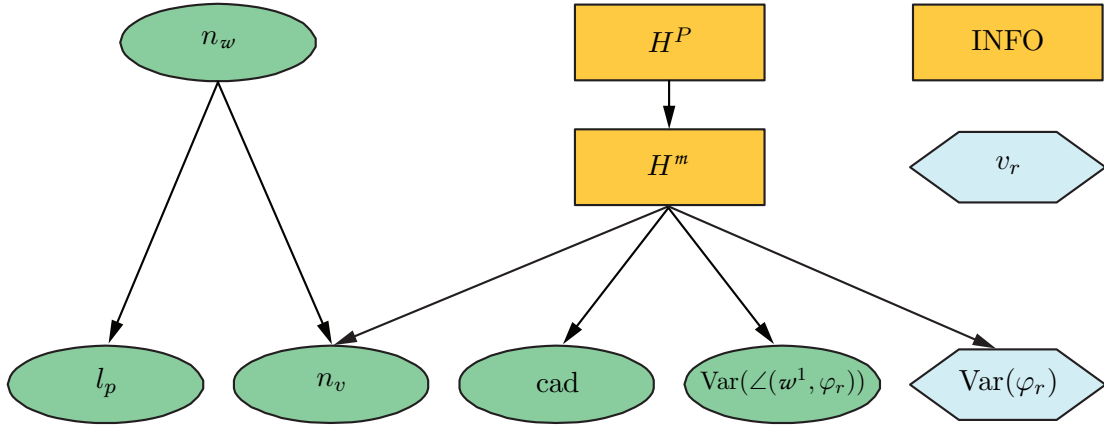 n_w
H^P
INFO
H^m
v_r
l_p
n_v
cad
Var(∠(w^1, φ_r))
Var(φ_r)